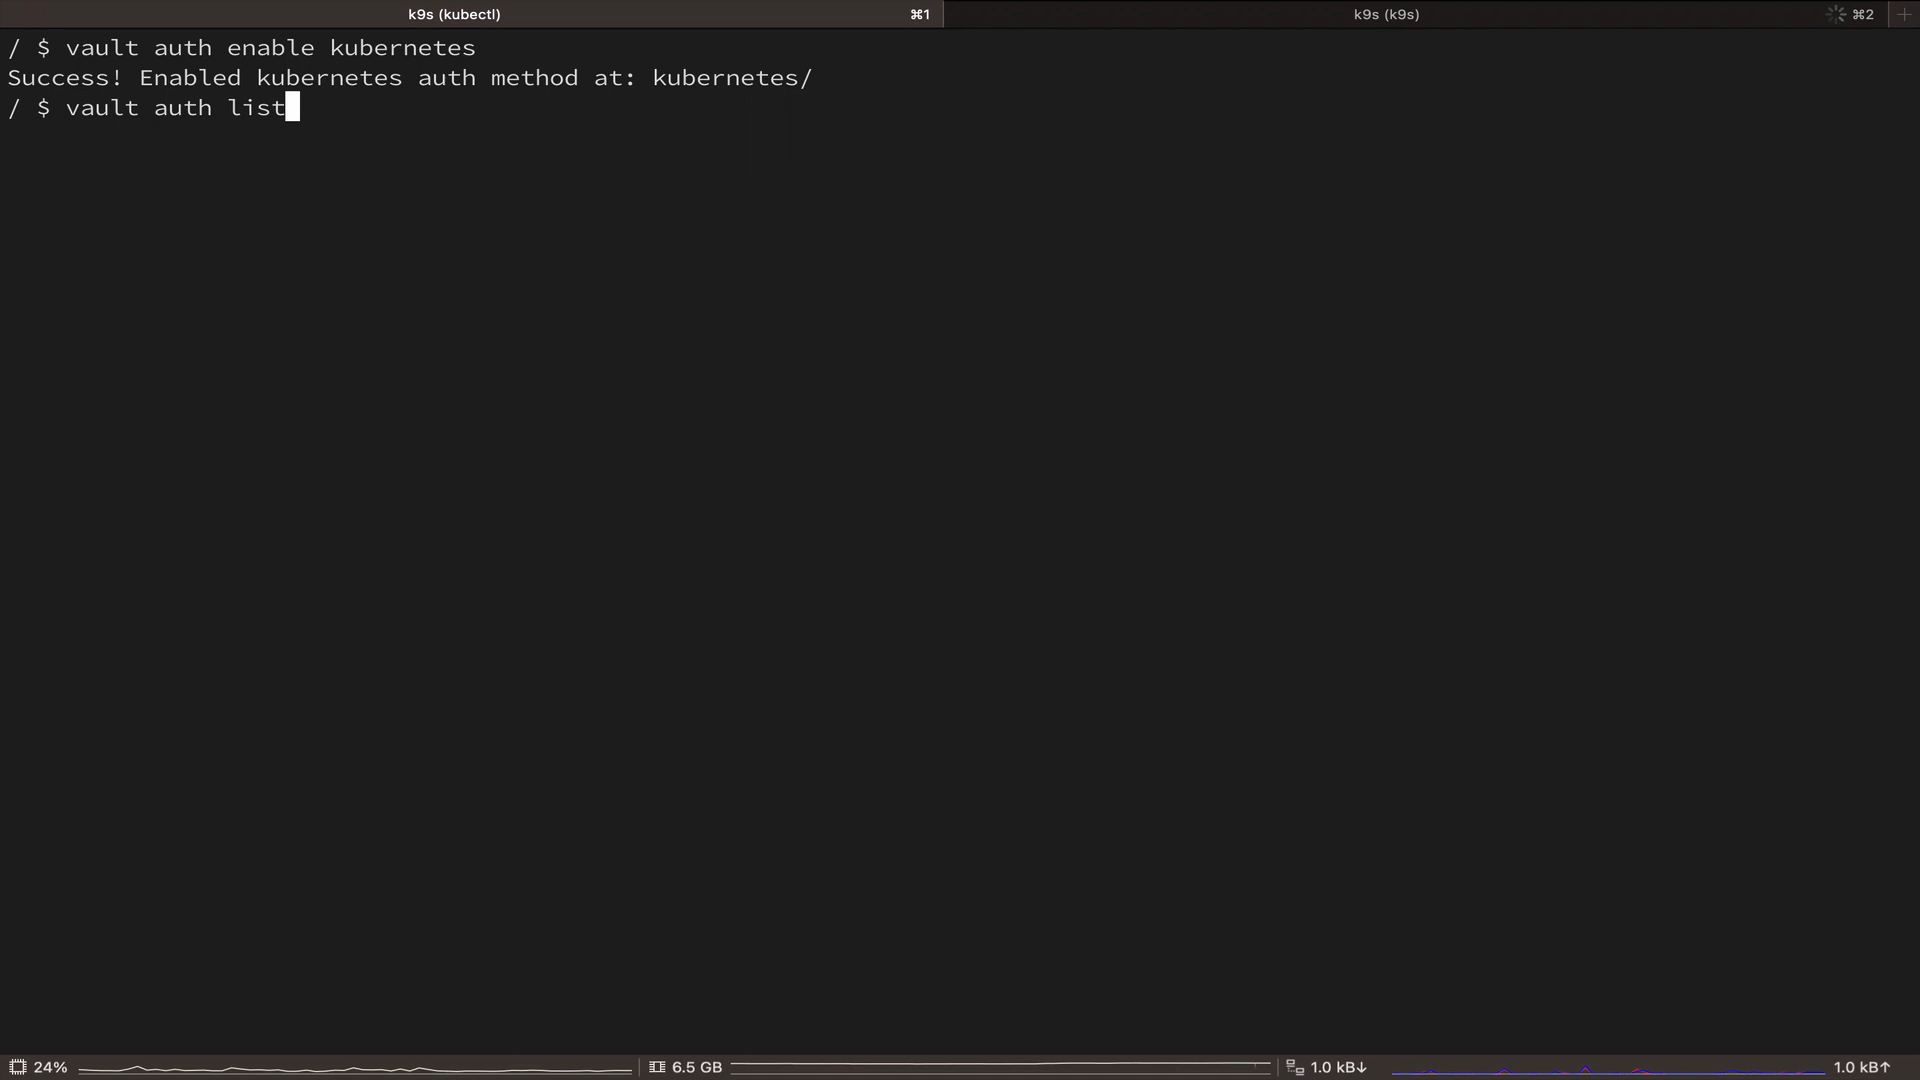 k9s (kubectl) ⌘1 k9s (k9s) ⌘2 +
/ $ vault auth enable kubernetes
Success! Enabled kubernetes auth method at: kubernetes/
/ $ vault auth list
24% 6.5 GB 1.0 kB↓ 1.0 kB↑